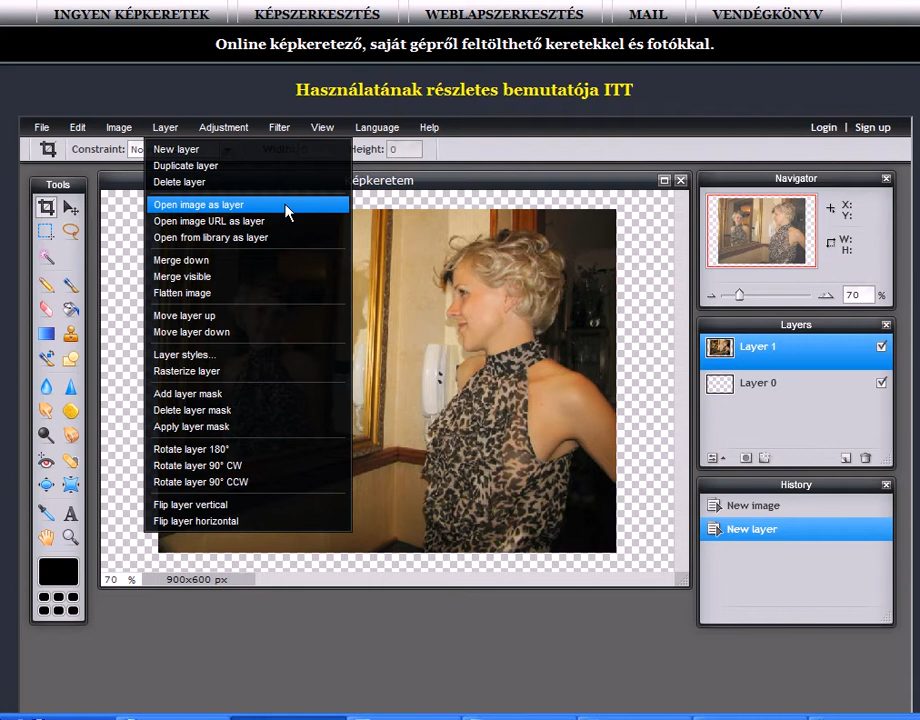 INGYEN KÉPKERETEK KÉPSZERKESZTÉS WEBLAPSZERKESZTÉS MAIL VENDÉGKÖNYV
Online képkeretező, saját gépről feltölthető keretekkel és fotókkal.
Használatának részletes bemutatója ITT
File Edit Image Layer Adjustment Filter View Language Help Login | Sign up
Constraint: No Width: Height: 0
Tools
New layer
Duplicate layer
Delete layer
Open image as layer
Open image URL as layer
Open from library as layer
Merge down
Merge visible
Flatten image
Move layer up
Move layer down
Layer styles...
Rasterize layer
Add layer mask
Delete layer mask
Apply layer mask
Rotate layer 180°
Rotate layer 90° CW
Rotate layer 90° CCW
Flip layer vertical
Flip layer horizontal
képkeretem
70 % 900x600 px
Navigator
X:
Y:
W:
H:
70 %
Layers
Layer 1
Layer 0
History
New image
New layer